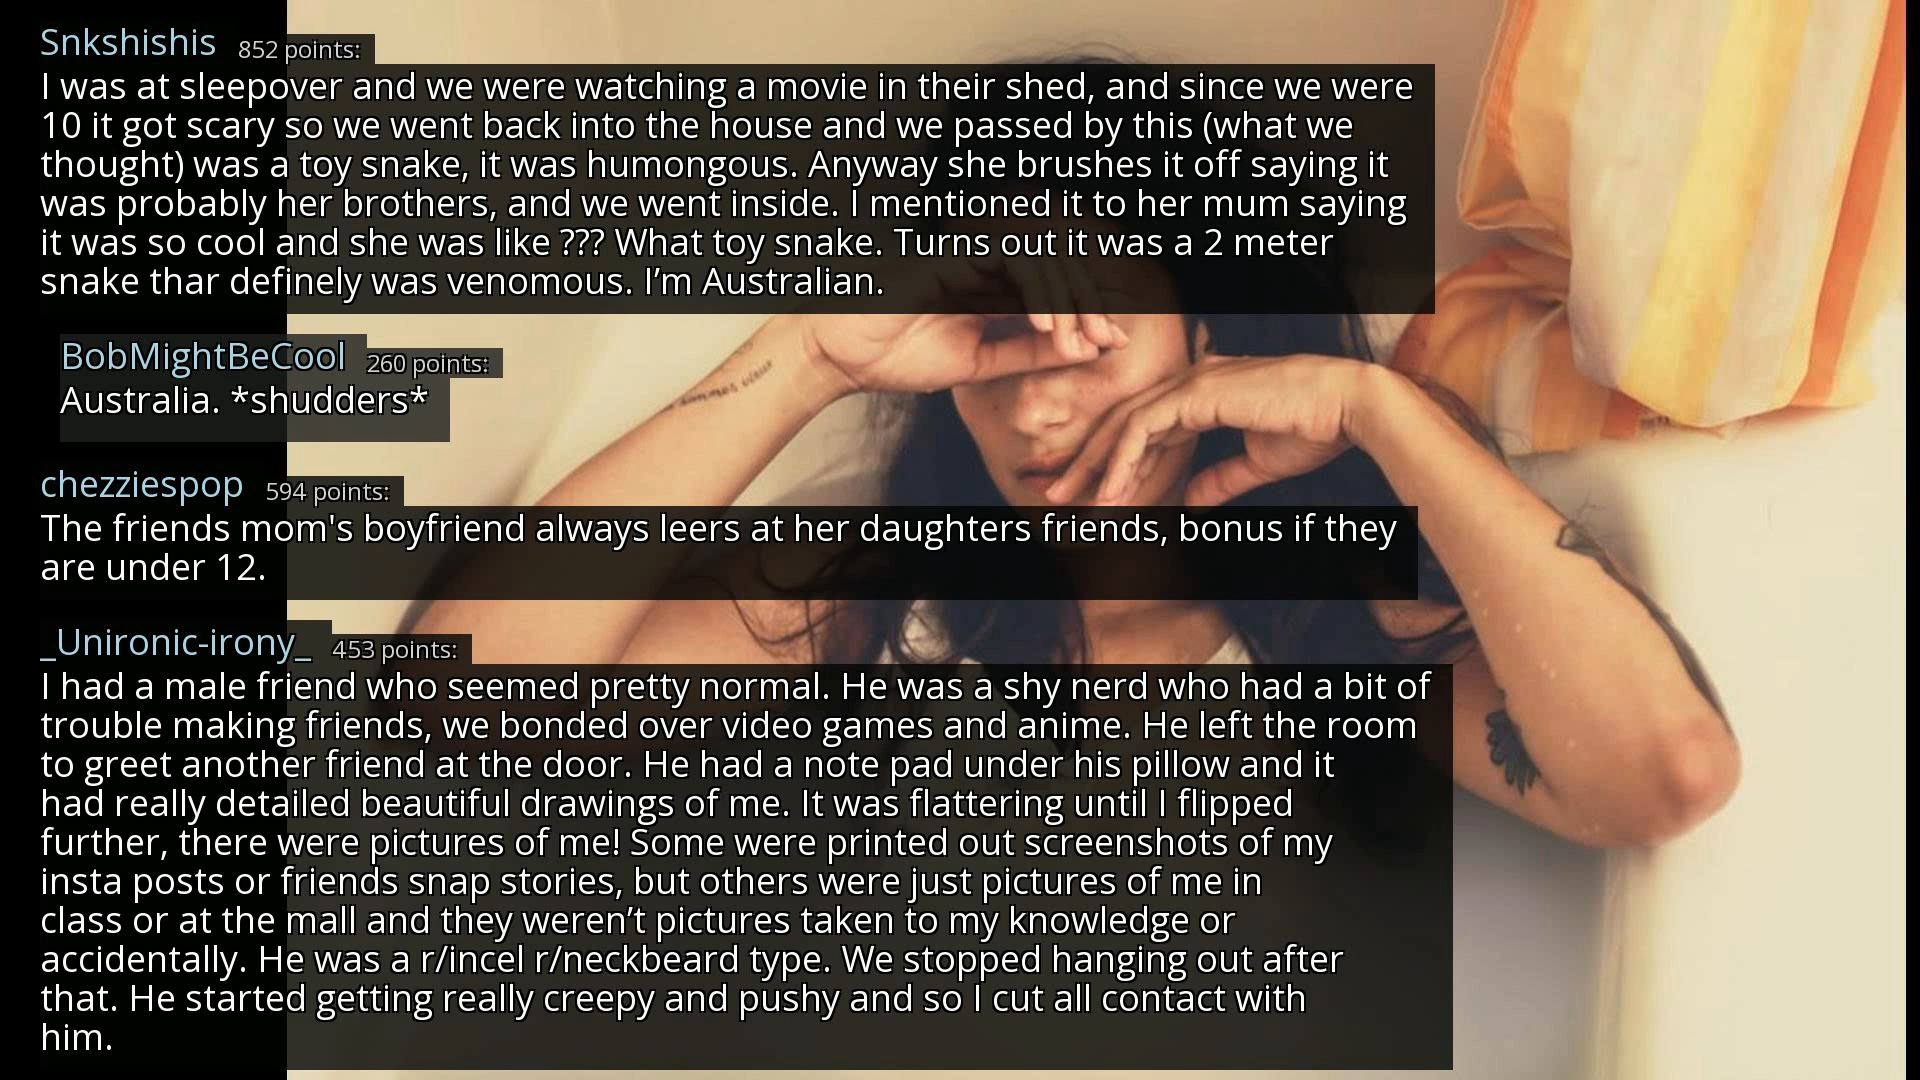 Snkshishis 852 points:
I was at sleepover and we were watching a movie in their shed, and since we were
10 it got scary so we went back into the house and we passed by this (what we
thought) was a toy snake, it was humongous. Anyway she brushes it off saying it
was probably her brothers, and we went inside. I mentioned it to her mum saying
it was so cool and she was like ??? What toy snake. Turns out it was a 2 meter
snake thar definely was venomous. I’m Australian.
BobMightBeCool 260 points:
Australia. *shudders*
chezziespop 594 points:
The friends mom's boyfriend always leers at her daughters friends, bonus if they
are under 12.
_Unironic-irony_ 453 points:
I had a male friend who seemed pretty normal. He was a shy nerd who had a bit of
trouble making friends, we bonded over video games and anime. He left the room
to greet another friend at the door. He had a note pad under his pillow and it
had really detailed beautiful drawings of me. It was flattering until I flipped
further, there were pictures of me! Some were printed out screenshots of my
insta posts or friends snap stories, but others were just pictures of me in
class or at the mall and they weren’t pictures taken to my knowledge or
accidentally. He was a r/incel r/neckbeard type. We stopped hanging out after
that. He started getting really creepy and pushy and so I cut all contact with
him.